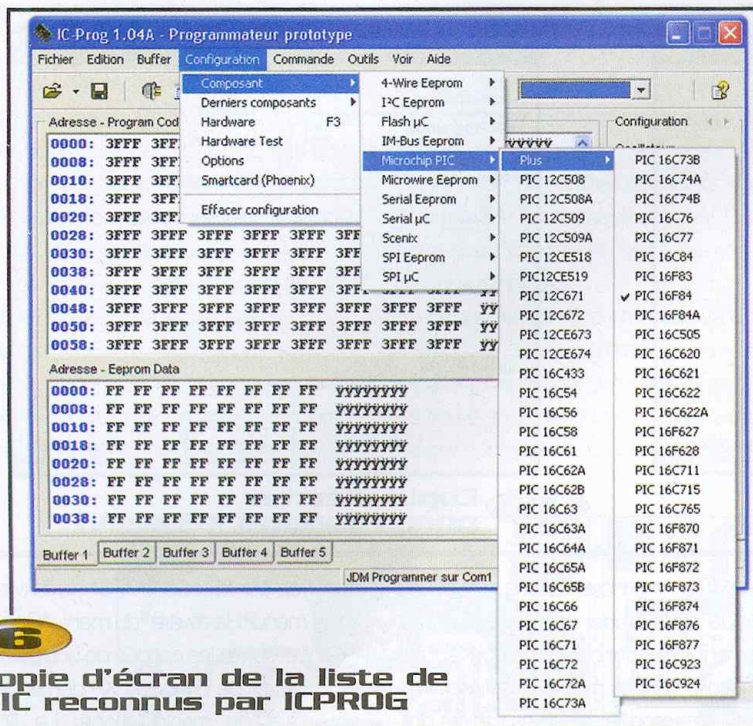 IC-Prog 1.04A - Programmateur prototype
Fichier Edition Buffer Configuration Commande Outils Voir Aide
Composant
Derniers composants
Hardware F3
Hardware Test
Options
Smartcard (Phoenix)
Effacer configuration
4-Wire Eeprom
I²C Eeprom
Flash µC
IM-Bus Eeprom
Microchip PIC
Microwire Eeprom
Serial Eeprom
Serial µC
Scenix
SPI Eeprom
SPI µC
Plus
PIC 12C508
PIC 12C508A
PIC 12C509
PIC 12C509A
PIC 12CE518
PIC12CE519
PIC 12C671
PIC 12C672
PIC 12CE673
PIC 12CE674
PIC 16C433
PIC 16C54
PIC 16C56
PIC 16C58
PIC 16C61
PIC 16C62A
PIC 16C62B
PIC 16C63
PIC 16C63A
PIC 16C64A
PIC 16C65A
PIC 16C65B
PIC 16C66
PIC 16C67
PIC 16C71
PIC 16C72
PIC 16C72A
PIC 16C73A
PIC 16C73B
PIC 16C74A
PIC 16C74B
PIC 16C76
PIC 16C77
PIC 16C84
PIC 16F83
PIC 16F84
PIC 16F84A
PIC 16C505
PIC 16C620
PIC 16C621
PIC 16C622
PIC 16C622A
PIC 16F627
PIC 16F628
PIC 16C711
PIC 16C715
PIC 16C765
PIC 16F870
PIC 16F871
PIC 16F872
PIC 16F873
PIC 16F874
PIC 16F876
PIC 16F877
PIC 16C923
PIC 16C924
Configuration
Adresse - Program Cod
0000: 3FFF 3FF
0008: 3FFF 3FF
0010: 3FFF 3FF
0018: 3FFF 3FF
0020: 3FFF 3FF
0028: 3FFF 3FFF 3FFF 3FFF 3FFF 3FF
0030: 3FFF 3FFF 3FFF 3FFF 3FFF 3FF
0038: 3FFF 3FFF 3FFF 3FFF 3FFF 3FF
0040: 3FFF 3FFF 3FFF 3FFF 3FFF 3FFF 3FFF 3FFF ÿÿ
0048: 3FFF 3FFF 3FFF 3FFF 3FFF 3FFF 3FFF 3FFF ÿÿ
0050: 3FFF 3FFF 3FFF 3FFF 3FFF 3FFF 3FFF 3FFF ÿÿ
0058: 3FFF 3FFF 3FFF 3FFF 3FFF 3FFF 3FFF 3FFF ÿÿ
Adresse - Eeprom Data
0000: FF FF FF FF FF FF FF FF ÿÿÿÿÿÿÿÿ
0008: FF FF FF FF FF FF FF FF ÿÿÿÿÿÿÿÿ
0010: FF FF FF FF FF FF FF FF ÿÿÿÿÿÿÿÿ
0018: FF FF FF FF FF FF FF FF ÿÿÿÿÿÿÿÿ
0020: FF FF FF FF FF FF FF FF ÿÿÿÿÿÿÿÿ
0028: FF FF FF FF FF FF FF FF ÿÿÿÿÿÿÿÿ
0030: FF FF FF FF FF FF FF FF ÿÿÿÿÿÿÿÿ
0038: FF FF FF FF FF FF FF FF ÿÿÿÿÿÿÿÿ
Buffer 1 Buffer 2 Buffer 3 Buffer 4 Buffer 5
JDM Programmer sur Com1
6
opie d'écran de la liste de
IC reconnus par ICPROG